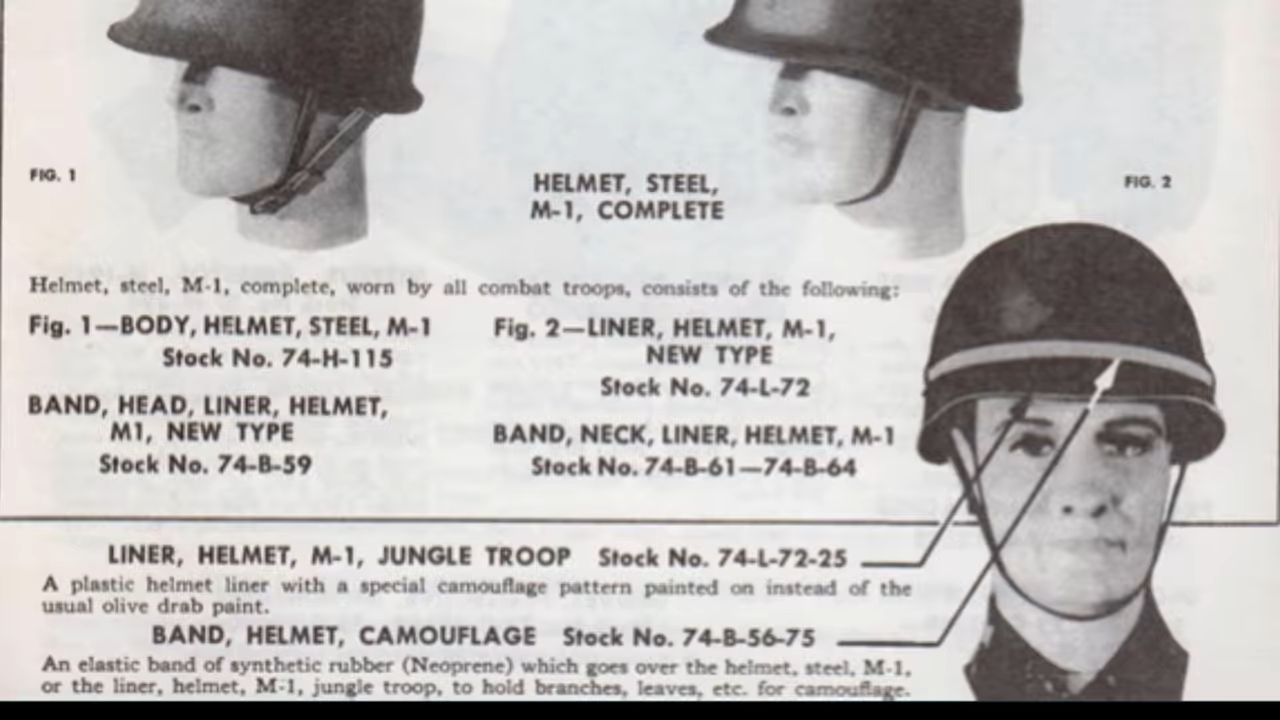 FIG. 1
HELMET, STEEL,
M-1, COMPLETE
FIG. 2
Helmet, steel, M-1, complete, worn by all combat troops, consists of the following:
Fig. 1—BODY, HELMET, STEEL, M-1
Stock No. 74-H-115
BAND, HEAD, LINER, HELMET,
M1, NEW TYPE
Stock No. 74-B-59
Fig. 2—LINER, HELMET, M-1,
NEW TYPE
Stock No. 74-L-72
BAND, NECK, LINER, HELMET, M-1
Stock No. 74-B-61—74-B-64
LINER, HELMET, M-1, JUNGLE TROOP Stock No. 74-L-72-25
A plastic helmet liner with a special camouflage pattern painted on instead of the
usual olive drab paint.
BAND, HELMET, CAMOUFLAGE Stock No. 74-B-56-75
An elastic band of synthetic rubber (Neoprene) which goes over the helmet, steel, M-1,
or the liner, helmet, M-1, jungle troop, to hold branches, leaves, etc. for camouflage.